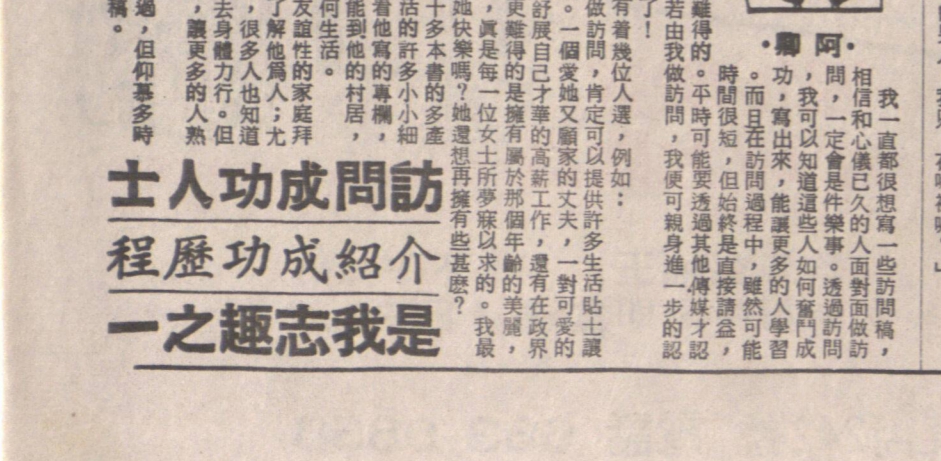 阿卿
我一直都很想寫一些訪問稿，
相信和心儀已久的人面對面做訪
問，一定會是件樂事。透過訪問
，我可以知道這些人如何奮鬥成
功，寫出來，能讓更多的人學習
。而且在訪問過程中，雖然可能
時間很短，但始終是直接請益，
難得的。平時可能要透過其他傳媒才認
若由我做訪問，我便可親身進一步的認
了！
有着幾位人選，例如：
做訪問，肯定可以提供許多生活貼士讓
。一個愛她又顧家的丈夫，一對可愛的
舒展自己才華的高薪工作，還有在政界
更難得的是擁有屬於那個年齡的美麗，
，真是每一位女士所夢寐以求的。我最
她快樂嗎？她還想再擁有些甚麽？
訪問成功人士
介紹成功歷程
是我志趣之一
十多本書的多產
活的許多小小細
看他寫的專欄，
能到他的村居，
何生活。
友誼性的家庭拜
了解他爲人；尤
，很多人也知道
去身體力行。但
，讓更多的人熟
過，但仰慕多時
稿。